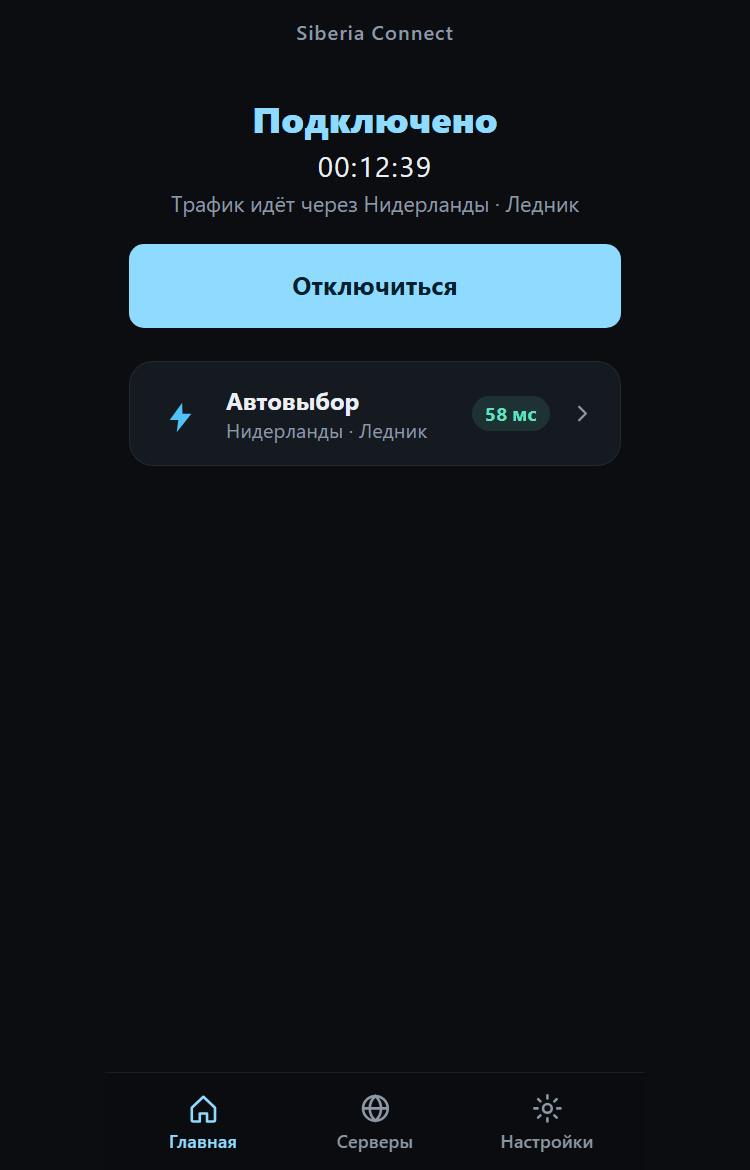 Siberia Connect
Подключено
00:12:39
Трафик идёт через Нидерланды · Ледник
Отключиться
Автовыбор
Нидерланды · Ледник
58 мс
Главная
Серверы
Настройки